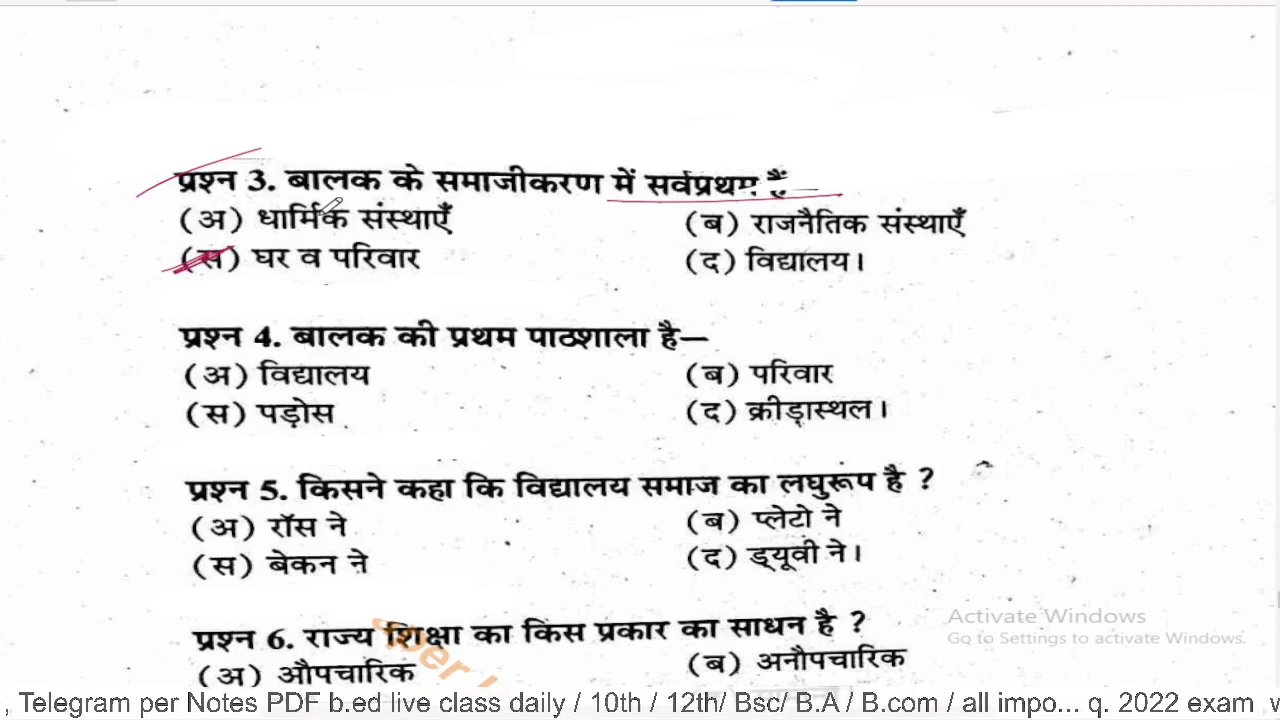 प्रश्न 3. बालक के समाजीकरण में सर्वप्रथम हैं—
(अ) धार्मिक संस्थाएँ (ब) राजनैतिक संस्थाएँ
(स) घर व परिवार (द) विद्यालय।
प्रश्न 4. बालक की प्रथम पाठशाला है—
(अ) विद्यालय (ब) परिवार
(स) पड़ोस (द) क्रीड़ास्थल।
प्रश्न 5. किसने कहा कि विद्यालय समाज का लघुरूप है ?
(अ) रॉस ने (ब) प्लेटो ने
(स) बेकन ने (द) ड्यूवी ने।
Activate Windows
Go to Settings to activate Windows.
प्रश्न 6. राज्य शिक्षा का किस प्रकार का साधन है ?
(अ) औपचारिक (ब) अनौपचारिक
, Telegram per Notes PDF b.ed live class daily / 10th / 12th/ Bsc/ B.A / B.com / all impo... q. 2022 exam